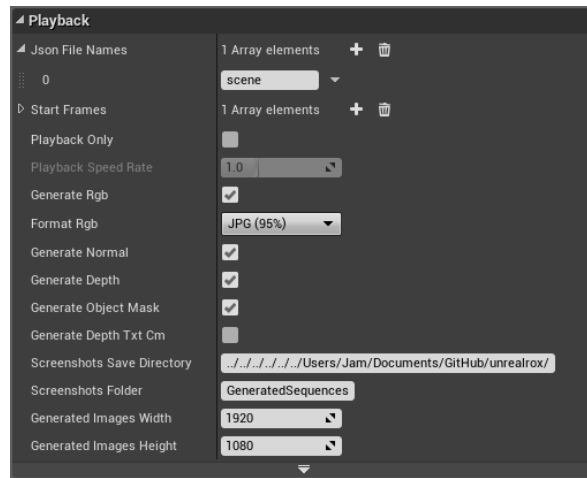 Playback
Json File Names 1 Array elements
0 scene
Start Frames 1 Array elements
Playback Only
Playback Speed Rate 1.0
Generate Rgb
Format Rgb JPG (95%)
Generate Normal
Generate Depth
Generate Object Mask
Generate Depth Txt Cm
Screenshots Save Directory ../../../../../../Users/Jam/Documents/GitHub/unrealrox/
Screenshots Folder GeneratedSequences
Generated Images Width 1920
Generated Images Height 1080